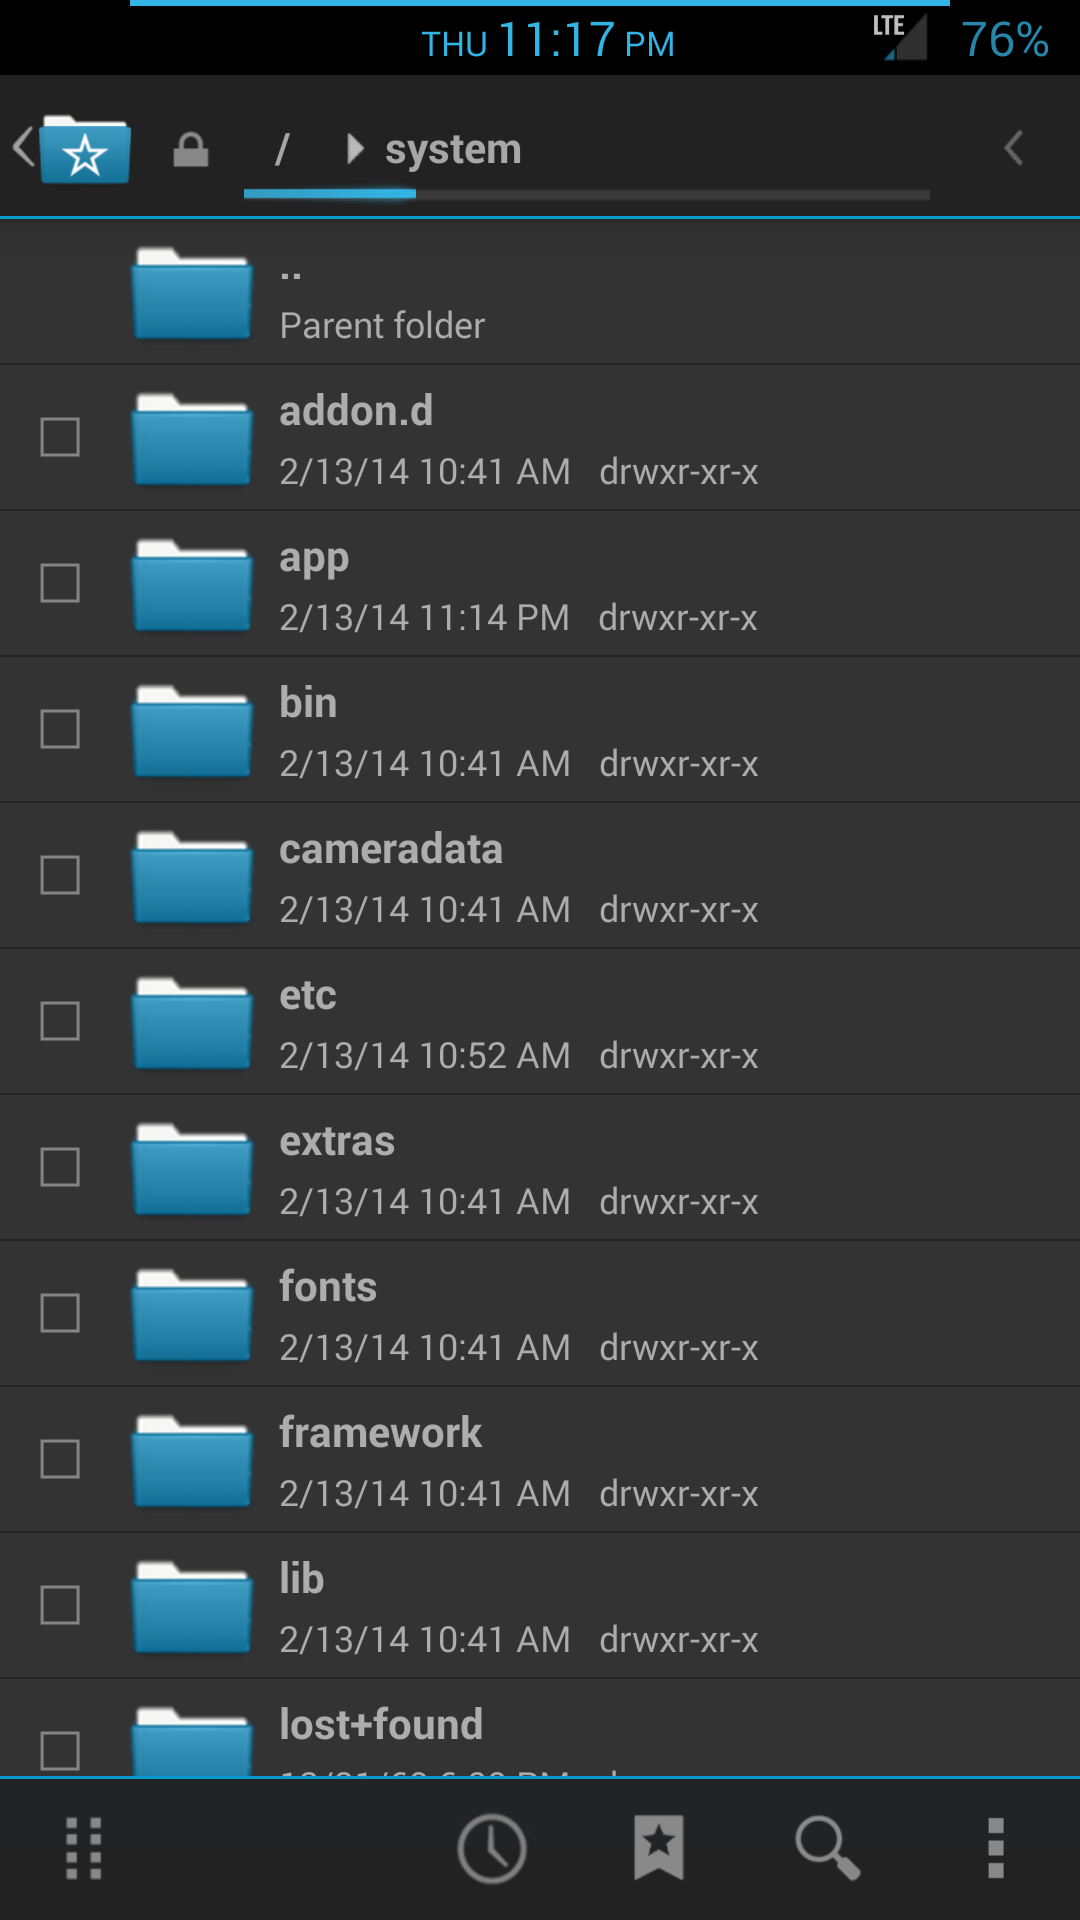 THU 11:17 PM LTE 76%
/ system
..
Parent folder
addon.d
2/13/14 10:41 AM drwxr-xr-x
app
2/13/14 11:14 PM drwxr-xr-x
bin
2/13/14 10:41 AM drwxr-xr-x
cameradata
2/13/14 10:41 AM drwxr-xr-x
etc
2/13/14 10:52 AM drwxr-xr-x
extras
2/13/14 10:41 AM drwxr-xr-x
fonts
2/13/14 10:41 AM drwxr-xr-x
framework
2/13/14 10:41 AM drwxr-xr-x
lib
2/13/14 10:41 AM drwxr-xr-x
lost+found